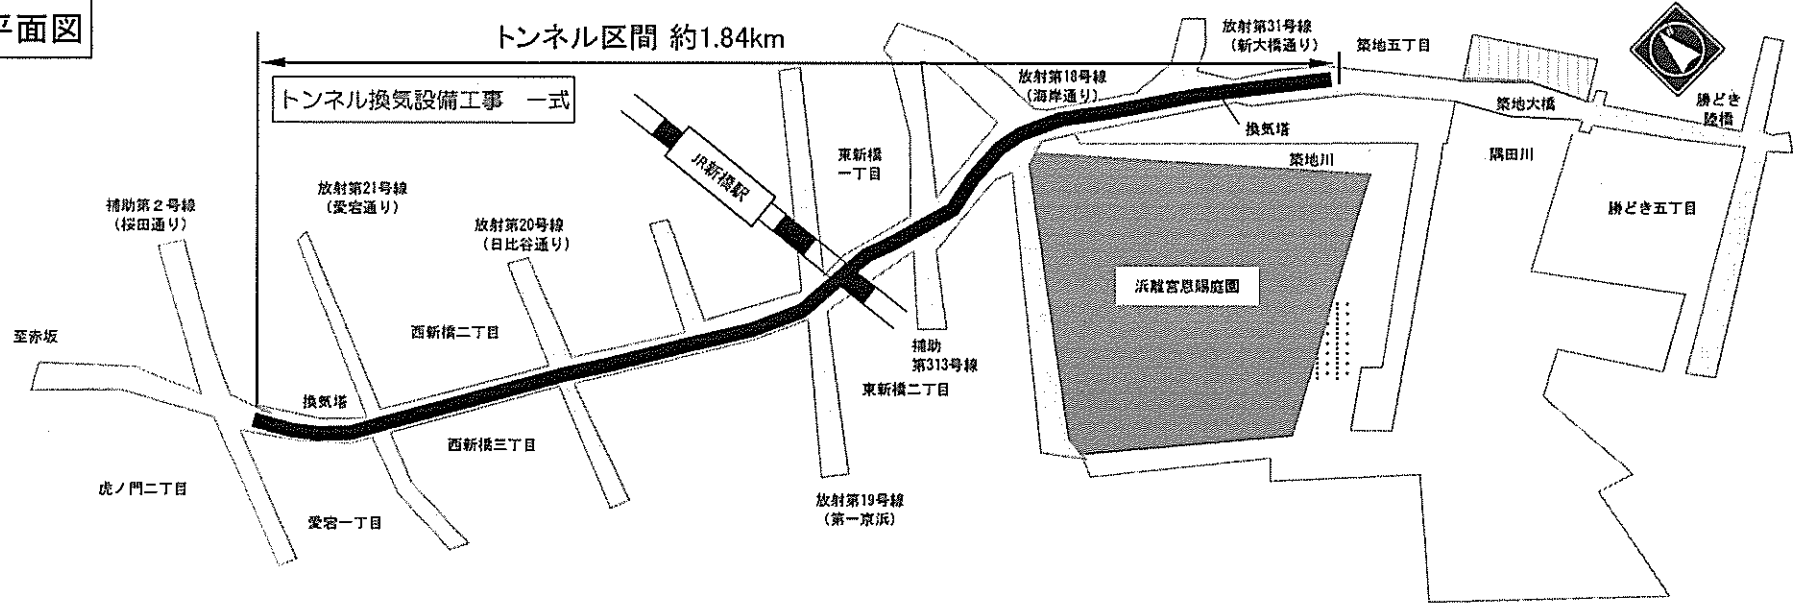 平面図
トンネル区間 約1.84km
トンネル換気設備工事 一式
放射第31号線
(新大橋通り)
築地五丁目
放射第18号線
(海岸通り)
築地大橋
勝どき
陸橋
換気塔
JR新橋駅
東新橋
一丁目
築地川
隅田川
補助第2号線
(桜田通り)
放射第21号線
(愛宕通り)
放射第20号線
(日比谷通り)
勝どき五丁目
浜離宮恩賜庭園
至赤坂
西新橋二丁目
補助
第313号線
東新橋二丁目
換気塔
西新橋三丁目
虎ノ門二丁目
愛宕一丁目
放射第19号線
(第一京浜)